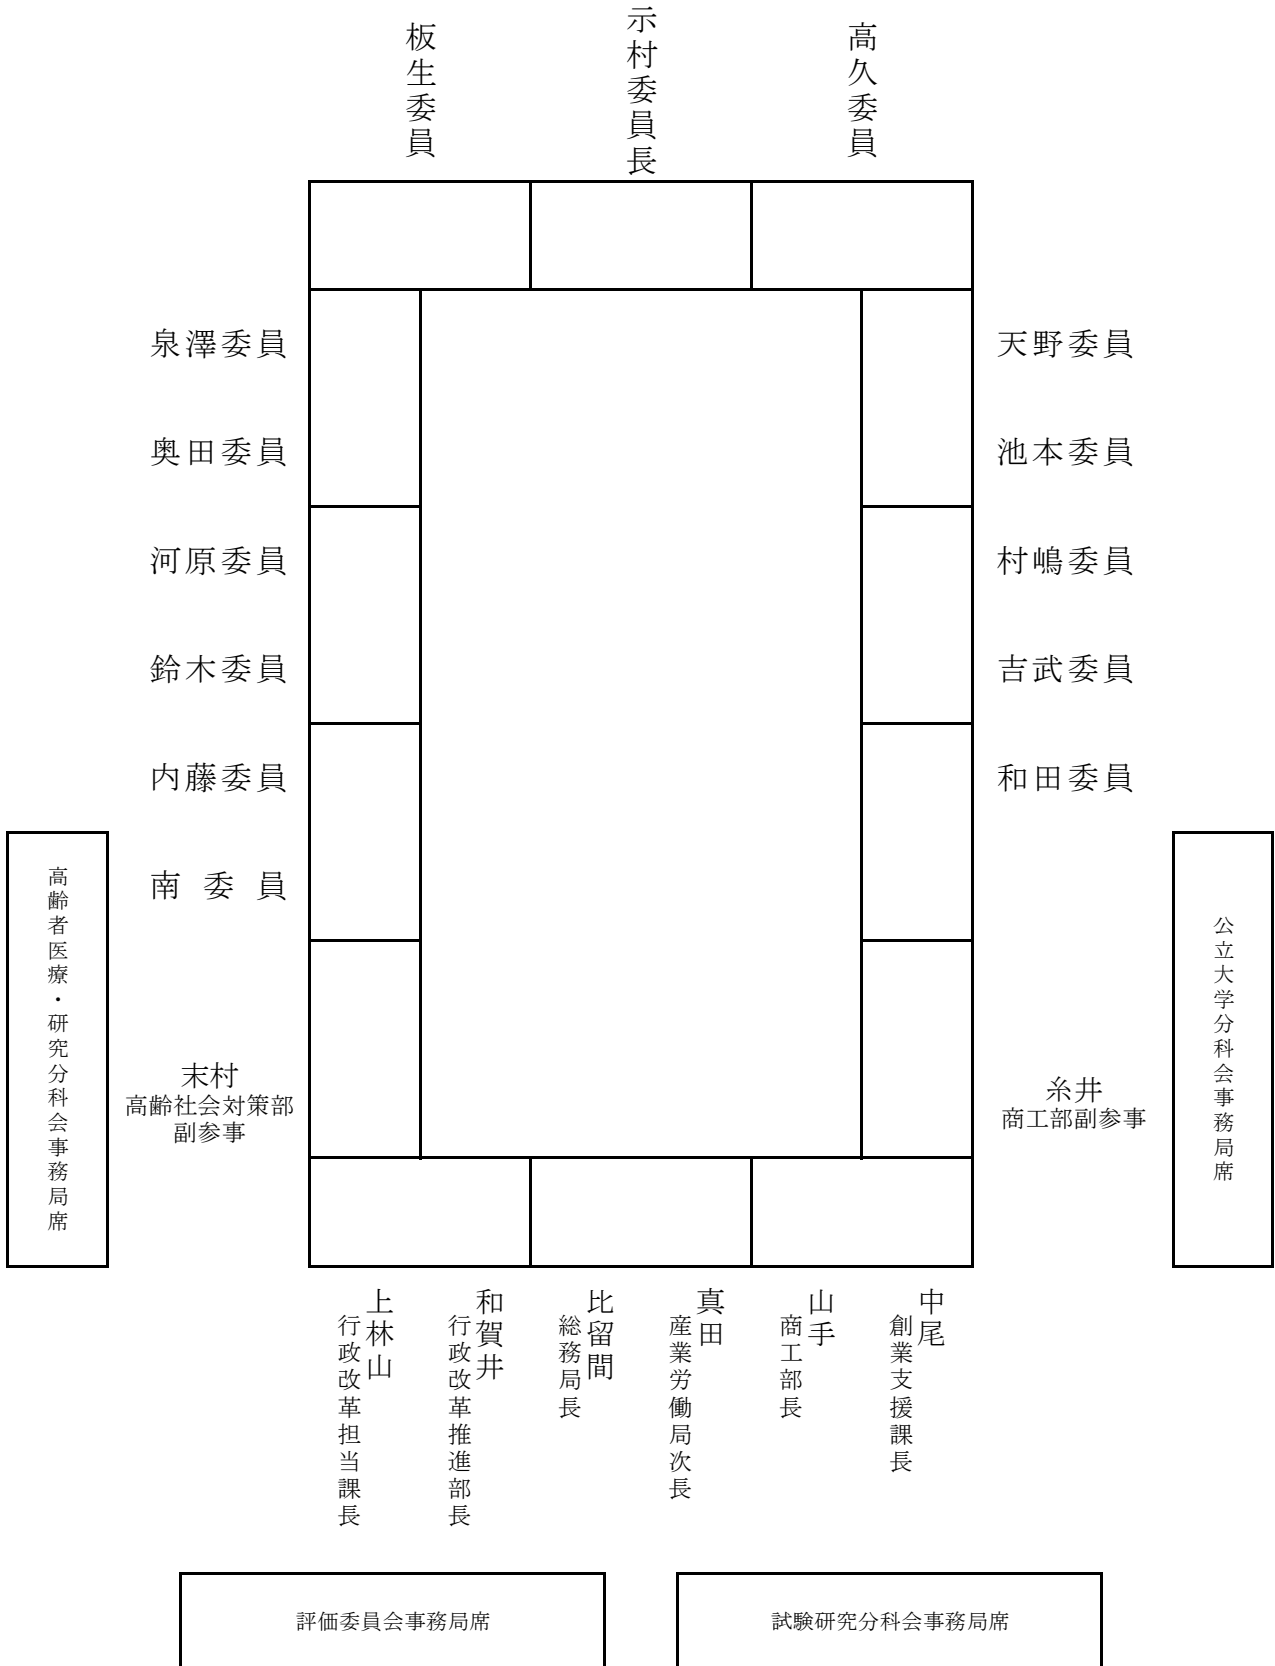 板生委員
示村委員長
高久委員
泉澤委員
天野委員
奥田委員
池本委員
河原委員
村嶋委員
鈴木委員
吉武委員
内藤委員
和田委員
南委員
高齢者医療・研究分科会事務局席
公立大学分科会事務局席
末村
高齢社会対策部
副参事
糸井
商工部副参事
上林山
行政改革担当課長
和賀井
行政改革推進部長
比留間
総務局長
真田
産業労働局次長
山手
商工部長
中尾
創業支援課長
評価委員会事務局席
試験研究分科会事務局席